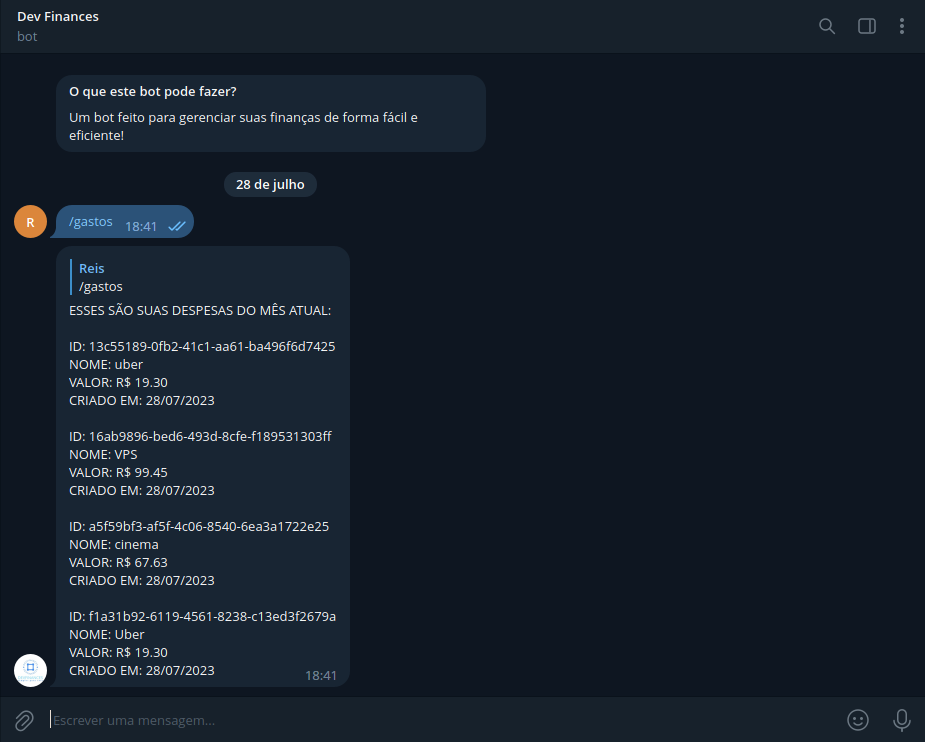 Dev Finances
bot
O que este bot pode fazer?
Um bot feito para gerenciar suas finanças de forma fácil e
eficiente!
28 de julho
R
/gastos 18:41
Reis
/gastos
ESSES SÃO SUAS DESPESAS DO MÊS ATUAL:
ID: 13c55189-0fb2-41c1-aa61-ba496f6d7425
NOME: uber
VALOR: R$ 19.30
CRIADO EM: 28/07/2023
ID: 16ab9896-bed6-493d-8cfe-f189531303ff
NOME: VPS
VALOR: R$ 99.45
CRIADO EM: 28/07/2023
ID: a5f59bf3-af5f-4c06-8540-6ea3a1722e25
NOME: cinema
VALOR: R$ 67.63
CRIADO EM: 28/07/2023
ID: f1a31b92-6119-4561-8238-c13ed3f2679a
NOME: Uber
VALOR: R$ 19.30
CRIADO EM: 28/07/2023
18:41
Escrever uma mensagem...